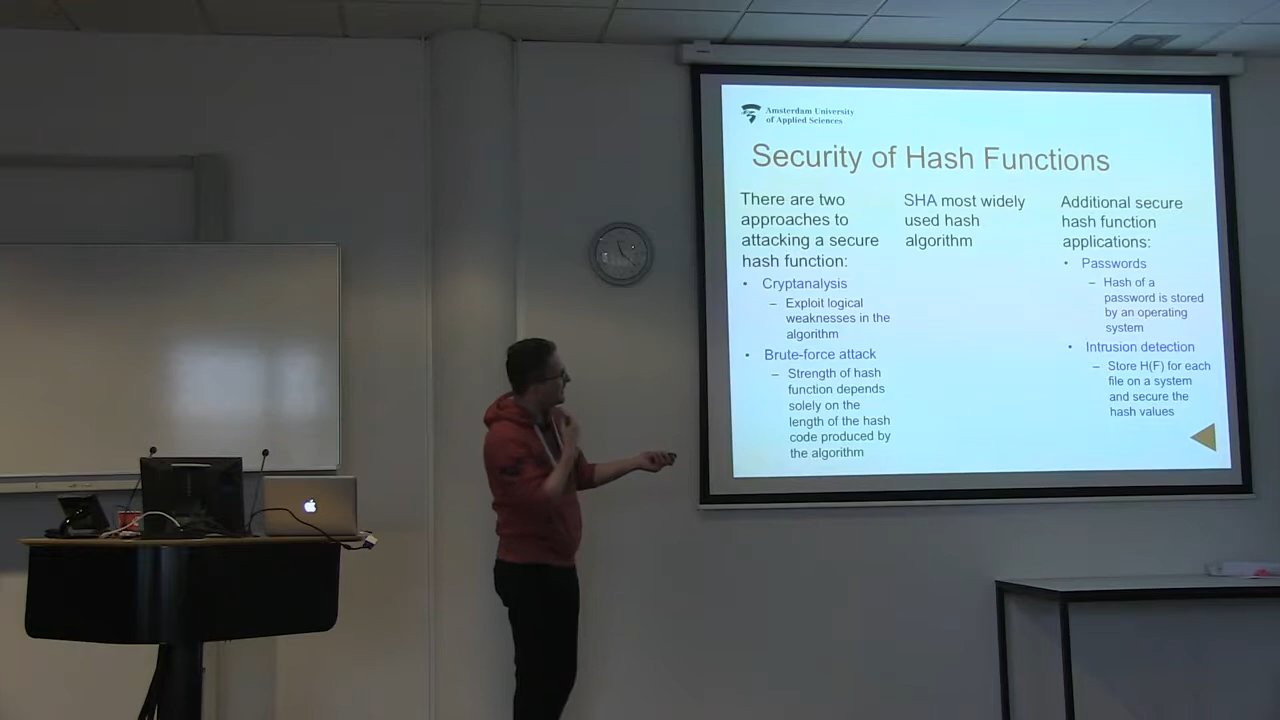 Amsterdam University
of Applied Sciences
Security of Hash Functions
There are two
approaches to
attacking a secure
hash function:
• Cryptanalysis
– Exploit logical
weaknesses in the
algorithm
• Brute-force attack
– Strength of hash
function depends
solely on the
length of the hash
code produced by
the algorithm
SHA most widely
used hash
algorithm
Additional secure
hash function
applications:
• Passwords
– Hash of a
password is stored
by an operating
system
• Intrusion detection
– Store H(F) for each
file on a system
and secure the
hash values